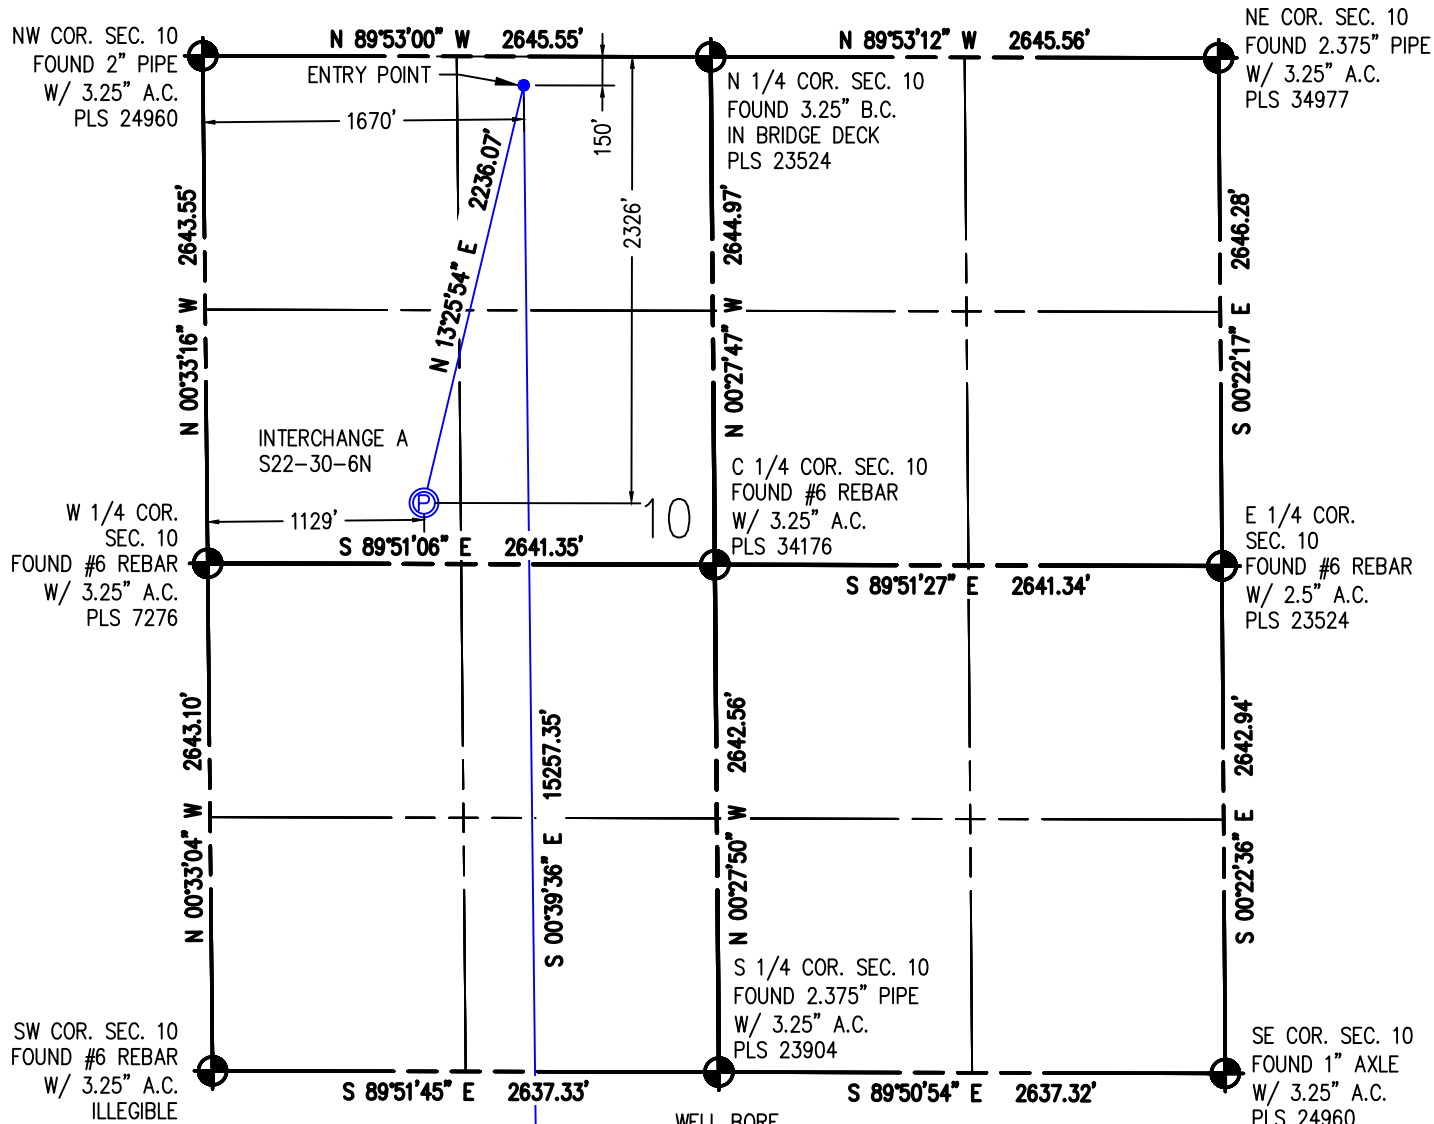 NW COR. SEC. 10
FOUND 2" PIPE
W/ 3.25" A.C.
PLS 24960
N 89°53'00" W 2645.55'
N 89°53'12" W 2645.56'
NE COR. SEC. 10
FOUND 2.375" PIPE
W/ 3.25" A.C.
PLS 34977
ENTRY POINT
1670'
150'
N 1/4 COR. SEC. 10
FOUND 3.25" B.C.
IN BRIDGE DECK
PLS 23524
N 00°33'16" W 2643.55'
N 13°25'54" E 2236.07'
2326'
N 00°27'47" W 2644.97'
S 00°22'17" E 2646.28'
INTERCHANGE A
S22-30-6N
P
1129'
10
C 1/4 COR. SEC. 10
FOUND #6 REBAR
W/ 3.25" A.C.
PLS 34176
W 1/4 COR.
SEC. 10
FOUND #6 REBAR
W/ 3.25" A.C.
PLS 7276
S 89°51'06" E 2641.35'
S 89°51'27" E 2641.34'
E 1/4 COR.
SEC. 10
FOUND #6 REBAR
W/ 2.5" A.C.
PLS 23524
N 00°33'04" W 2643.10'
S 00°39'36" E 15257.35'
N 00°27'50" W 2642.56'
S 00°22'36" E 2642.94'
S 1/4 COR. SEC. 10
FOUND 2.375" PIPE
W/ 3.25" A.C.
PLS 23904
SW COR. SEC. 10
FOUND #6 REBAR
W/ 3.25" A.C.
ILLEGIBLE
S 89°51'45" E 2637.33'
S 89°50'54" E 2637.32'
SE COR. SEC. 10
FOUND 1" AXLE
W/ 3.25" A.C.
PLS 24960
WELL BORE